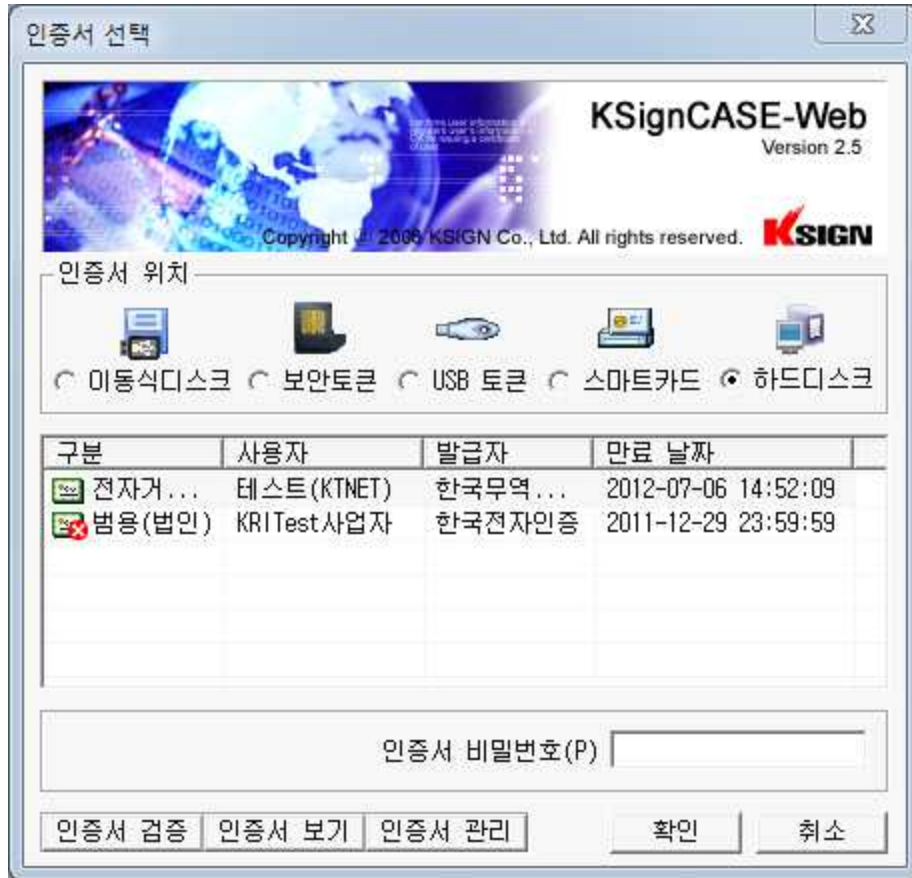 인증서 선택
KSignCASE-Web
Version 2.5
Copyright 2006 KSIGN Co., Ltd. All rights reserved.
KSIGN
인증서 위치
이동식디스크 보안토큰 USB 토큰 스마트카드 하드디스크
구분 사용자 발급자 만료 날짜
전자거... 테스트(KTNET) 한국무역... 2012-07-06 14:52:09
범용(법인) KRITest사업자 한국전자인증 2011-12-29 23:59:59
인증서 비밀번호(P)
인증서 검증 인증서 보기 인증서 관리 확인 취소